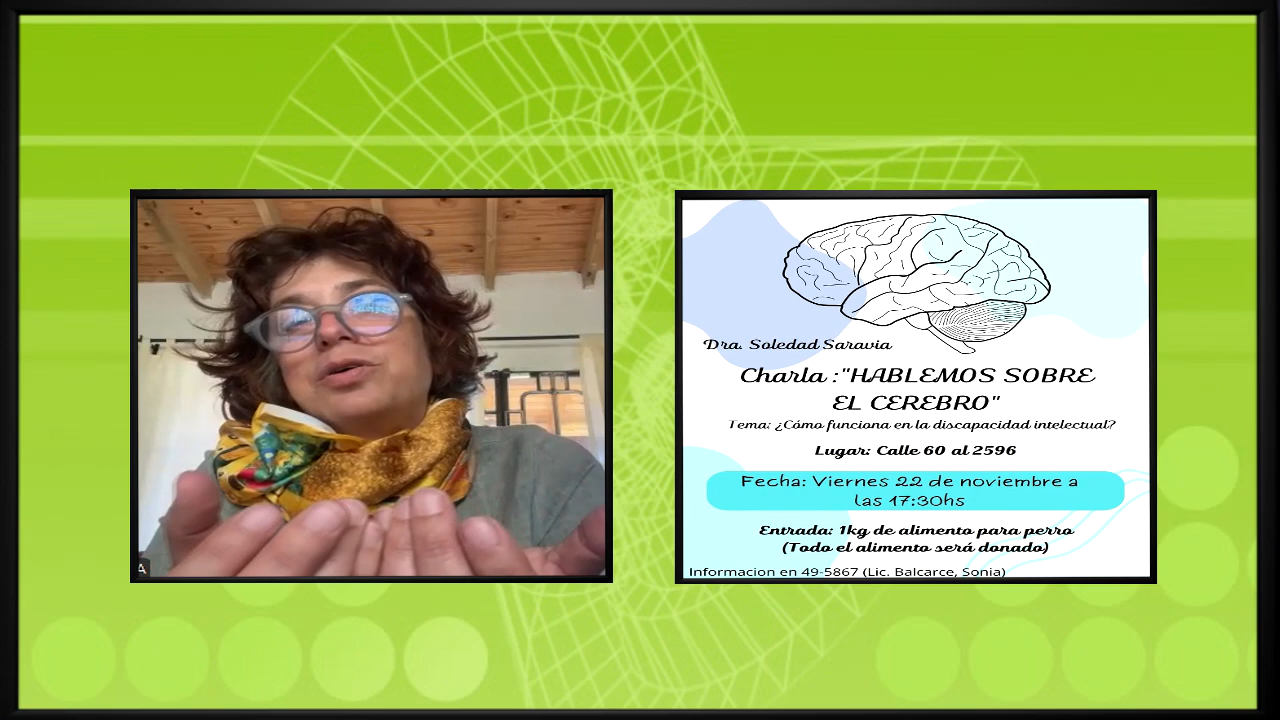 A
Dra. Soledad Saravia
Charla :"HABLEMOS SOBRE
EL CEREBRO"
Tema: ¿Cómo funciona en la discapacidad intelectual?
Lugar: Calle 60 al 2596
Fecha: Viernes 22 de noviembre a
las 17:30hs
Entrada: 1kg de alimento para perro
(Todo el alimento será donado)
Informacion en 49-5867 (Lic. Balcarce, Sonia)